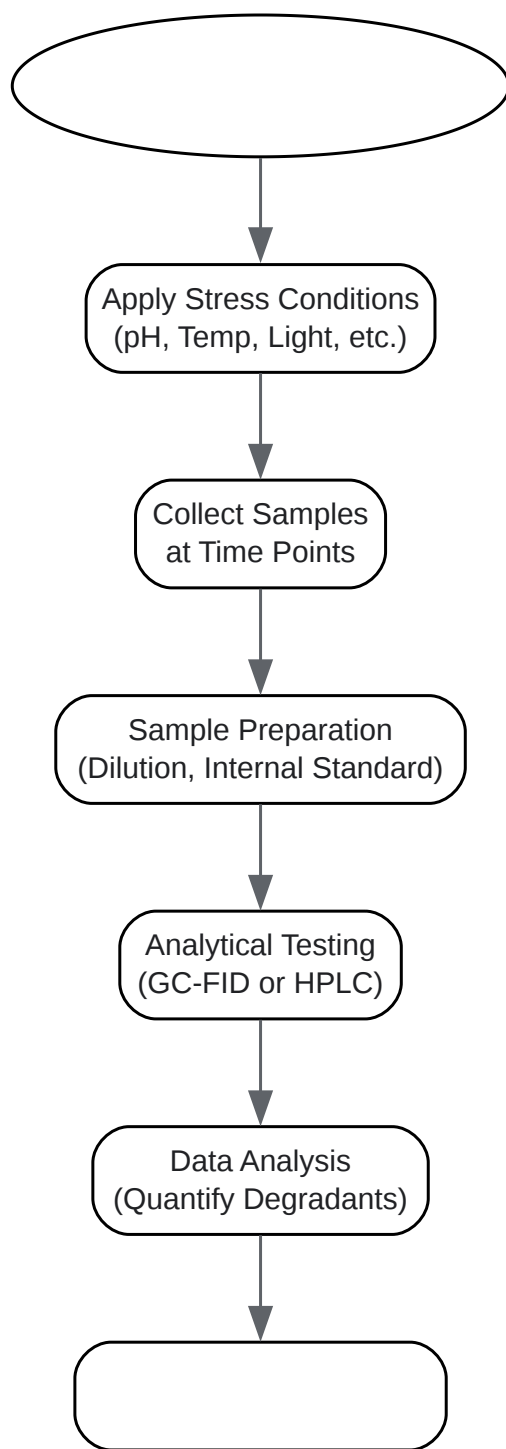 Apply Stress Conditions
(pH, Temp, Light, etc.)
Collect Samples
at Time Points
Sample Preparation
(Dilution, Internal Standard)
Analytical Testing
(GC-FID or HPLC)
Data Analysis
(Quantify Degradants)